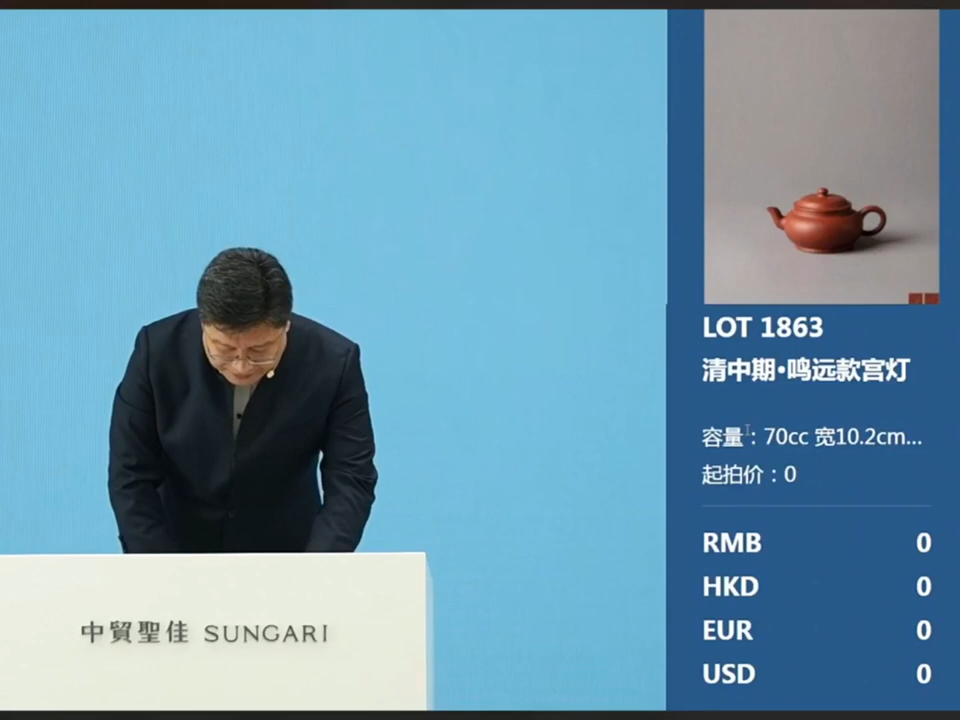 中貿聖佳 SUNGARI
LOT 1863
清中期•鸣远款宫灯
容量：70cc 宽10.2cm...
起拍价：0
RMB 0
HKD 0
EUR 0
USD 0